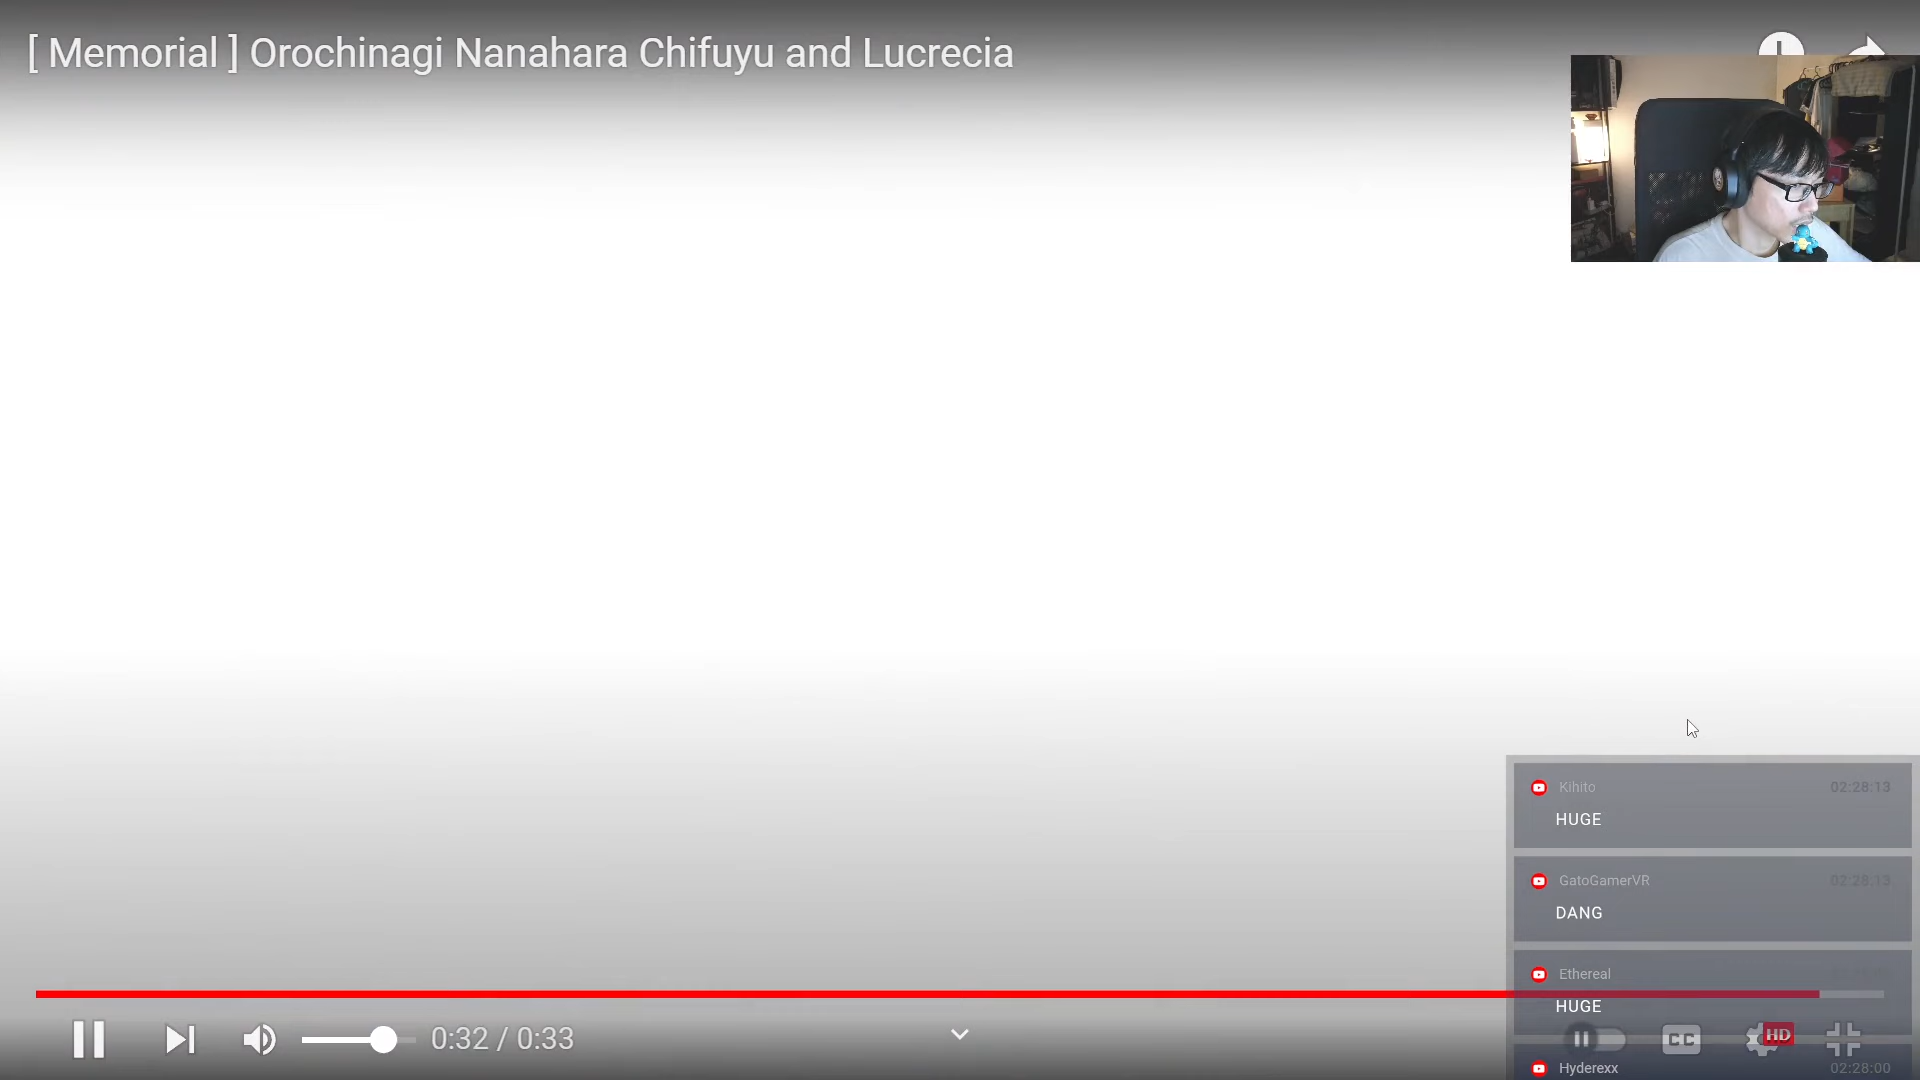 [ Memorial ] Orochinagi Nanahara Chifuyu and Lucrecia
Kihito 02:28:13
HUGE
GatoGamerVR 02:28:13
DANG
Ethereal
HUGE
0:32 / 0:33
CC
HD
Hyderexx 02:28:00